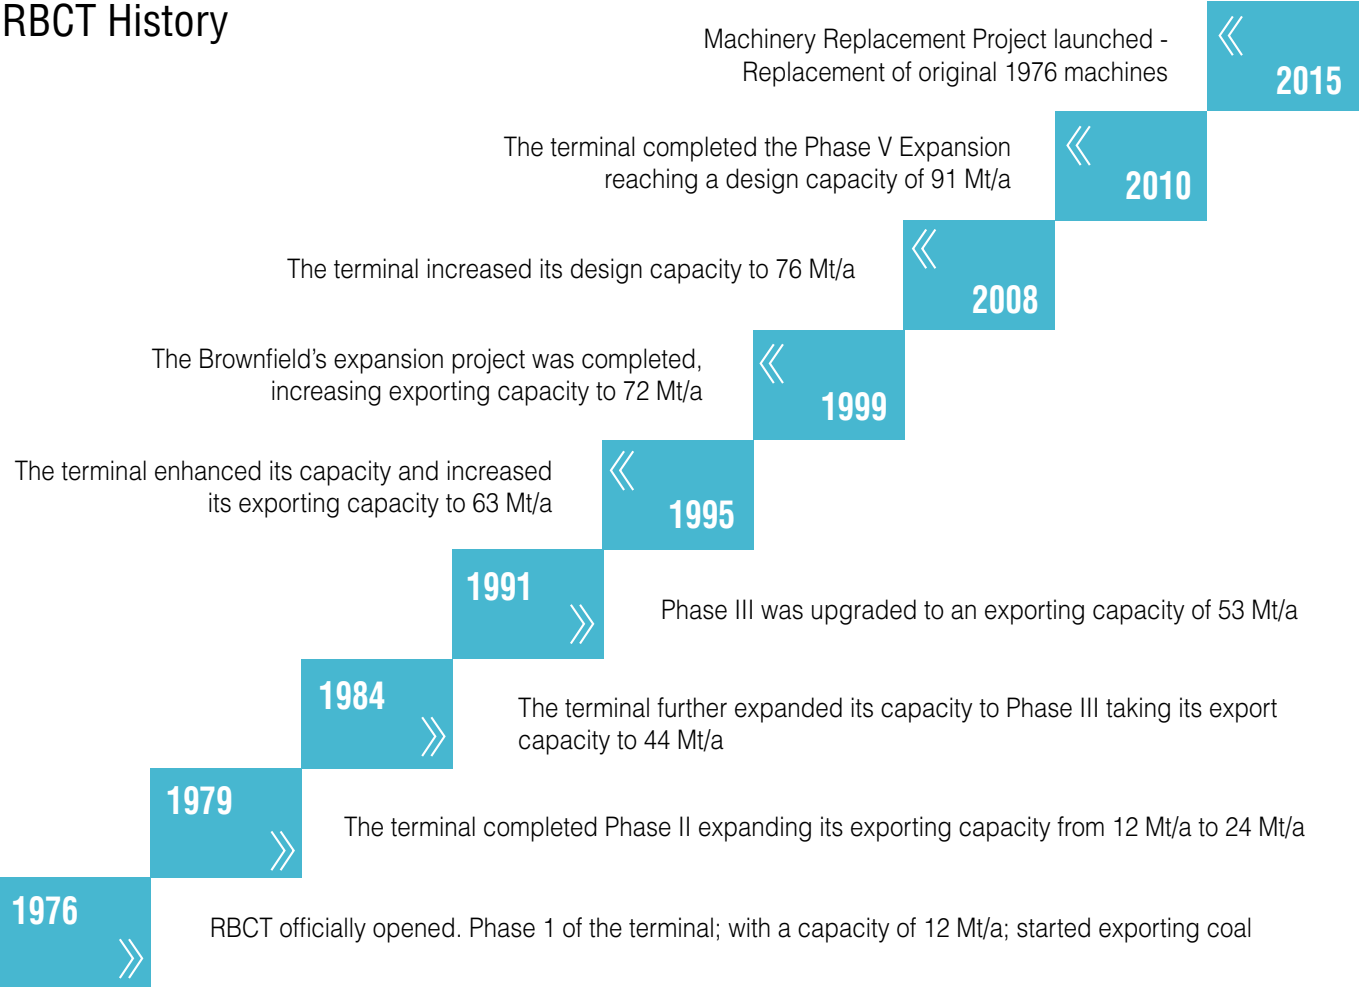 RBCT History
Machinery Replacement Project launched -
Replacement of original 1976 machines
2015
The terminal completed the Phase V Expansion
reaching a design capacity of 91 Mt/a
2010
The terminal increased its design capacity to 76 Mt/a
2008
The Brownfield’s expansion project was completed,
increasing exporting capacity to 72 Mt/a
1999
The terminal enhanced its capacity and increased
its exporting capacity to 63 Mt/a
1995
1991
Phase III was upgraded to an exporting capacity of 53 Mt/a
1984
The terminal further expanded its capacity to Phase III taking its export
capacity to 44 Mt/a
1979
The terminal completed Phase II expanding its exporting capacity from 12 Mt/a to 24 Mt/a
1976
RBCT officially opened. Phase 1 of the terminal; with a capacity of 12 Mt/a; started exporting coal